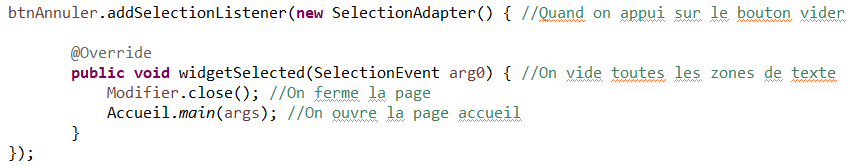 btnAnnuler.addSelectionListener(new SelectionAdapter() { //Quand on appui sur le bouton vider
@Override
public void widgetSelected(SelectionEvent arg0) { //On vide toutes les zones de texte
Modifier.close(); //On ferme la page
Accueil.main(args); //On ouvre la page accueil
}
});